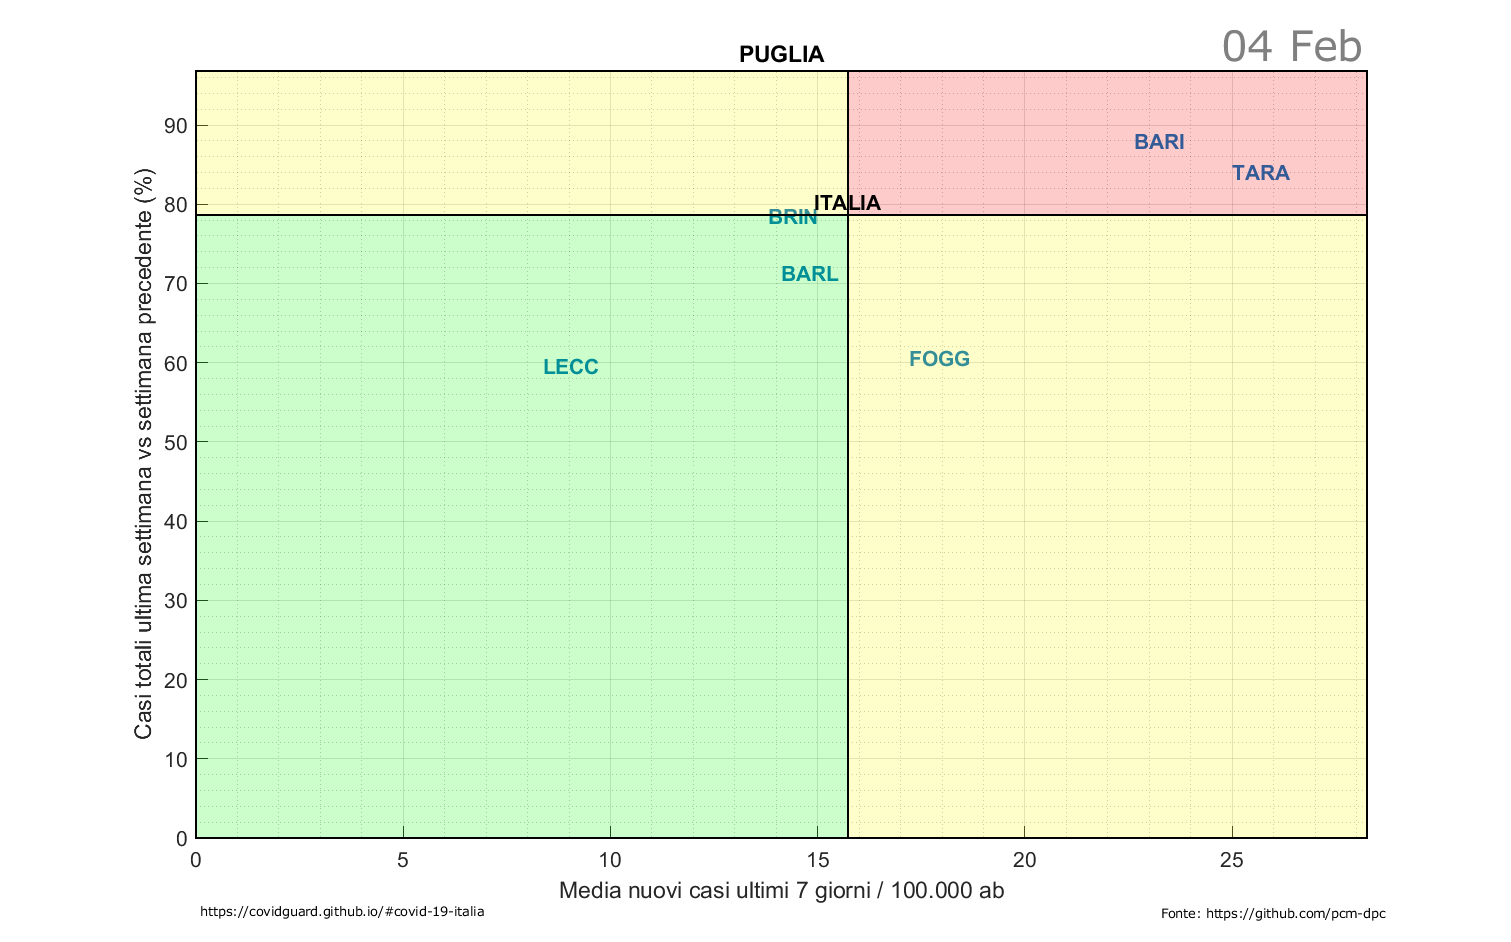 PUGLIA
04 Feb
Casi totali ultima settimana vs settimana precedente (%)
90
80
70
60
50
40
30
20
10
0
BARI
TARA
ITALIA
BRIN
BARL
LECC
FOGG
0 5 10 15 20 25
Media nuovi casi ultimi 7 giorni / 100.000 ab
https://covidguard.github.io/#covid-19-italia
Fonte: https://github.com/pcm-dpc